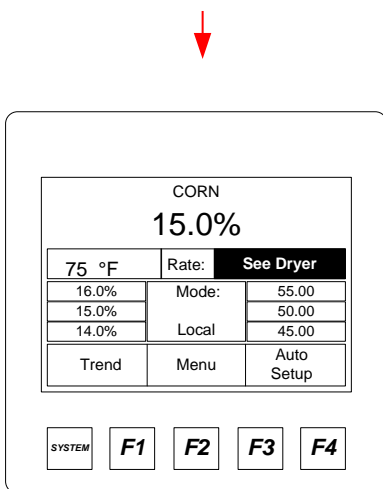 CORN
15.0%
75 °F Rate: See Dryer
16.0% Mode: 55.00
15.0% 50.00
14.0% Local 45.00
Trend Menu Auto Setup
SYSTEM F1 F2 F3 F4